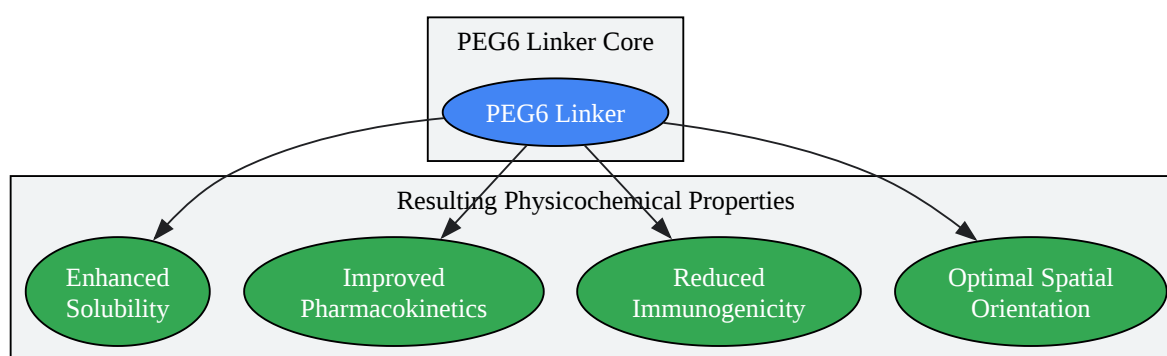 PEG6 Linker Core
PEG6 Linker
Resulting Physicochemical Properties
Enhanced
Solubility
Improved
Pharmacokinetics
Reduced
Immunogenicity
Optimal Spatial
Orientation